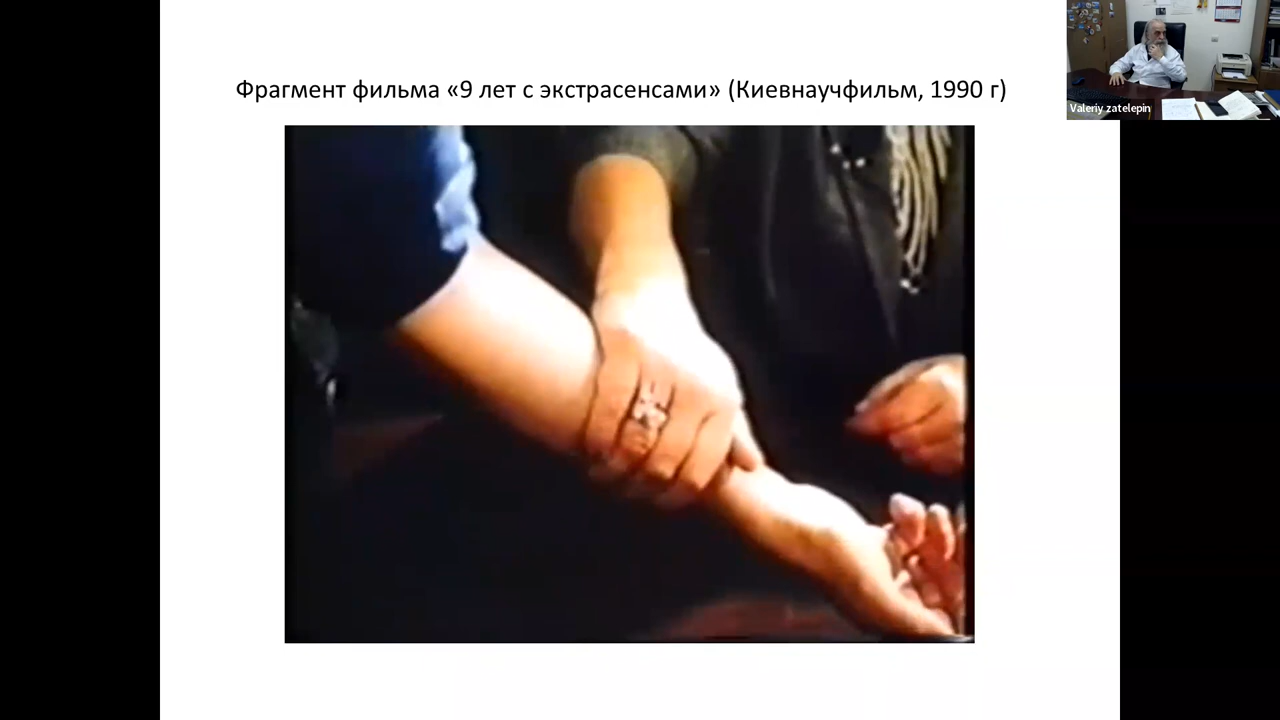 Фрагмент фильма «9 лет с экстрасенсами» (Киевнаучфильм, 1990 г)
Valeriy zatelepin